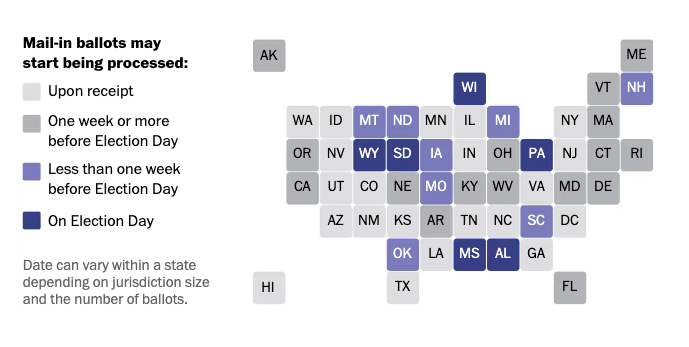 Mail-in ballots may
start being processed:
Upon receipt
One week or more
before Election Day
Less than one week
before Election Day
On Election Day
Date can vary within a state
depending on jurisdiction size
and the number of ballots.
AK ME
WI VT NH
WA ID MT ND MN IL MI NY MA
OR NV WY SD IA IN OH PA NJ CT RI
CA UT CO NE MO KY WV VA MD DE
AZ NM KS AR TN NC SC DC
OK LA MS AL GA
HI TX FL